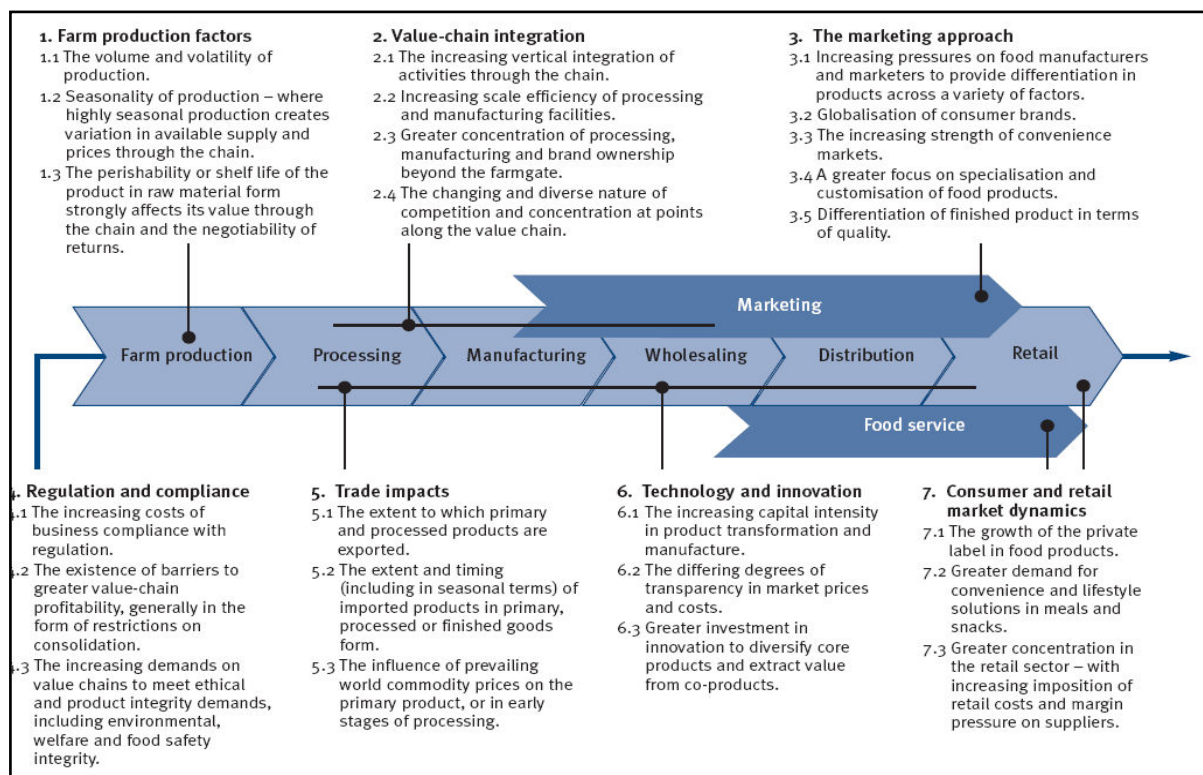 1. Farm production factors
1.1 The volume and volatility of
production.
1.2 Seasonality of production – where
highly seasonal production creates
variation in available supply and
prices through the chain.
1.3 The perishability or shelf life of the
product in raw material form
strongly affects its value through
the chain and the negotiability of
returns.
2. Value-chain integration
2.1 The increasing vertical integration of
activities through the chain.
2.2 Increasing scale efficiency of processing
and manufacturing facilities.
2.3 Greater concentration of processing,
manufacturing and brand ownership
beyond the farmgate.
2.4 The changing and diverse nature of
competition and concentration at points
along the value chain.
3. The marketing approach
3.1 Increasing pressures on food manufacturers
and marketers to provide differentiation in
products across a variety of factors.
3.2 Globalisation of consumer brands.
3.3 The increasing strength of convenience
markets.
3.4 A greater focus on specialisation and
customisation of food products.
3.5 Differentiation of finished product in terms
of quality.
Marketing
Farm production
Processing
Manufacturing
Wholesaling
Distribution
Retail
Food service
4. Regulation and compliance
4.1 The increasing costs of
business compliance with
regulation.
4.2 The existence of barriers to
greater value-chain
profitability, generally in the
form of restrictions on
consolidation.
4.3 The increasing demands on
value chains to meet ethical
and product integrity demands,
including environmental,
welfare and food safety
integrity.
5. Trade impacts
5.1 The extent to which primary
and processed products are
exported.
5.2 The extent and timing
(including in seasonal terms) of
imported products in primary,
processed or finished goods
form.
5.3 The influence of prevailing
world commodity prices on the
primary product, or in early
stages of processing.
6. Technology and innovation
6.1 The increasing capital intensity
in product transformation and
manufacture.
6.2 The differing degrees of
transparency in market prices
and costs.
6.3 Greater investment in
innovation to diversify core
products and extract value
from co-products.
7. Consumer and retail
market dynamics
7.1 The growth of the private
label in food products.
7.2 Greater demand for
convenience and lifestyle
solutions in meals and
snacks.
7.3 Greater concentration in
the retail sector – with
increasing imposition of
retail costs and margin
pressure on suppliers.